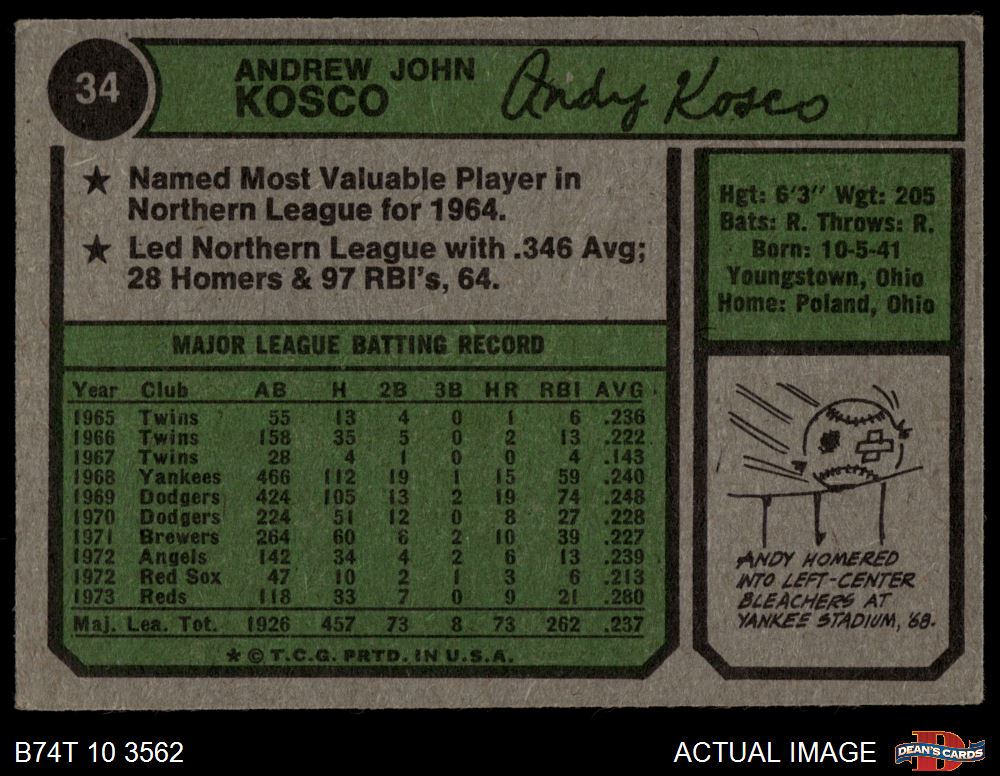 34
ANDREW JOHN
KOSCO
Andy Kosco
★ Named Most Valuable Player in
Northern League for 1964.
★ Led Northern League with .346 Avg;
28 Homers & 97 RBI's, 64.
Hgt: 6'3" Wgt: 205
Bats: R. Throws: R.
Born: 10-5-41
Youngstown, Ohio
Home: Poland, Ohio
MAJOR LEAGUE BATTING RECORD
Year Club AB H 2B 3B HR RBI AVG
1965 Twins 55 13 4 0 1 6 .236
1966 Twins 158 35 5 0 2 13 .222
1967 Twins 28 4 1 0 0 4 .143
1968 Yankees 466 112 19 1 15 59 .240
1969 Dodgers 424 105 13 2 19 74 .248
1970 Dodgers 224 51 12 0 8 27 .228
1971 Brewers 264 60 6 2 10 39 .227
1972 Angels 142 34 4 2 6 13 .239
1972 Red Sox 47 10 2 1 3 6 .213
1973 Reds 118 33 7 0 9 21 .280
Maj. Lea. Tot. 1926 457 73 8 73 262 .237
★ © T.C.G. PRTD. IN U.S.A.
ANDY HOMERED
INTO LEFT-CENTER
BLEACHERS AT
YANKEE STADIUM, '68.
B74T 10 3562
ACTUAL IMAGE
DEAN'S CARDS